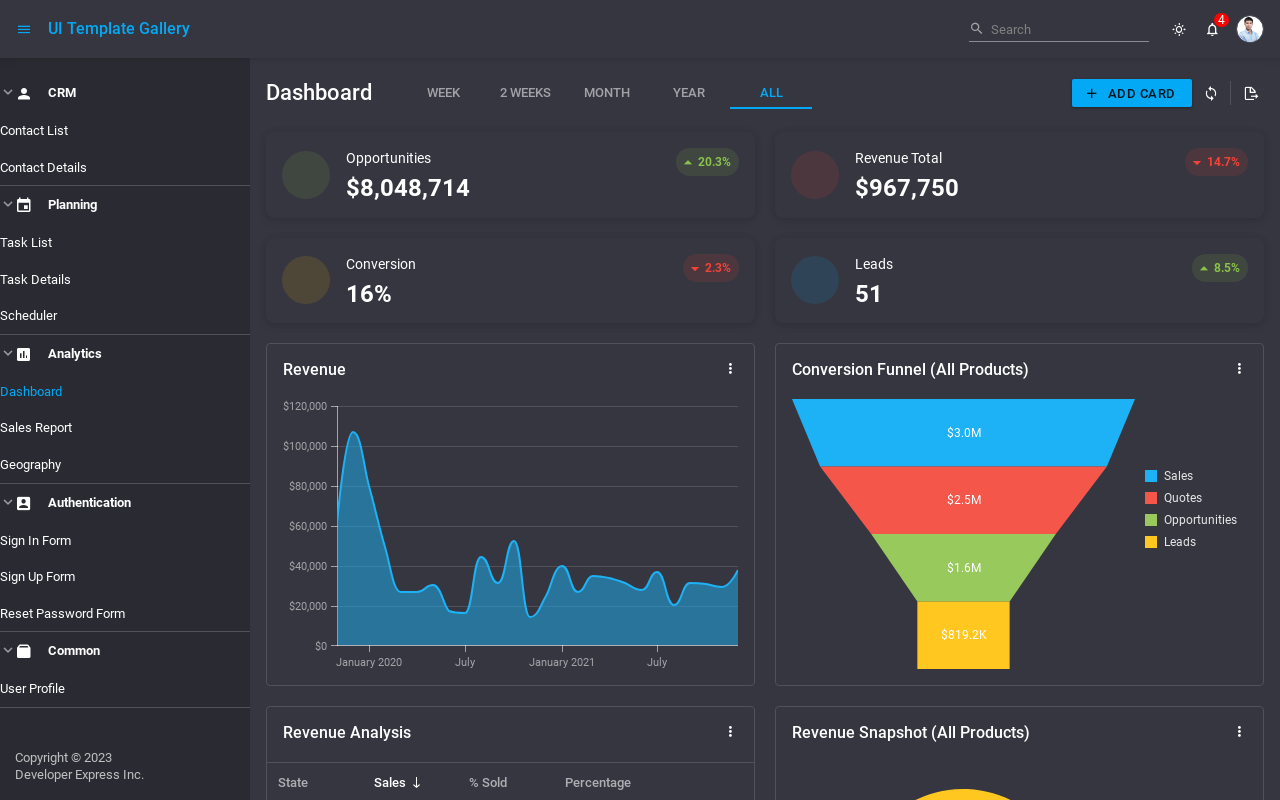 UI Template Gallery
Search
4
CRM
Contact List
Contact Details
Planning
Task List
Task Details
Scheduler
Analytics
Dashboard
Sales Report
Geography
Authentication
Sign In Form
Sign Up Form
Reset Password Form
Common
User Profile
Copyright © 2023
Developer Express Inc.
Dashboard
WEEK
2 WEEKS
MONTH
YEAR
ALL
ADD CARD
Opportunities
$8,048,714
20.3%
Revenue Total
$967,750
14.7%
Conversion
16%
2.3%
Leads
51
8.5%
Revenue
$120,000
$100,000
$80,000
$60,000
$40,000
$20,000
$0
January 2020
July
January 2021
July
Conversion Funnel (All Products)
$3.0M
$2.5M
$1.6M
$819.2K
Sales
Quotes
Opportunities
Leads
Revenue Analysis
State
Sales
% Sold
Percentage
Revenue Snapshot (All Products)